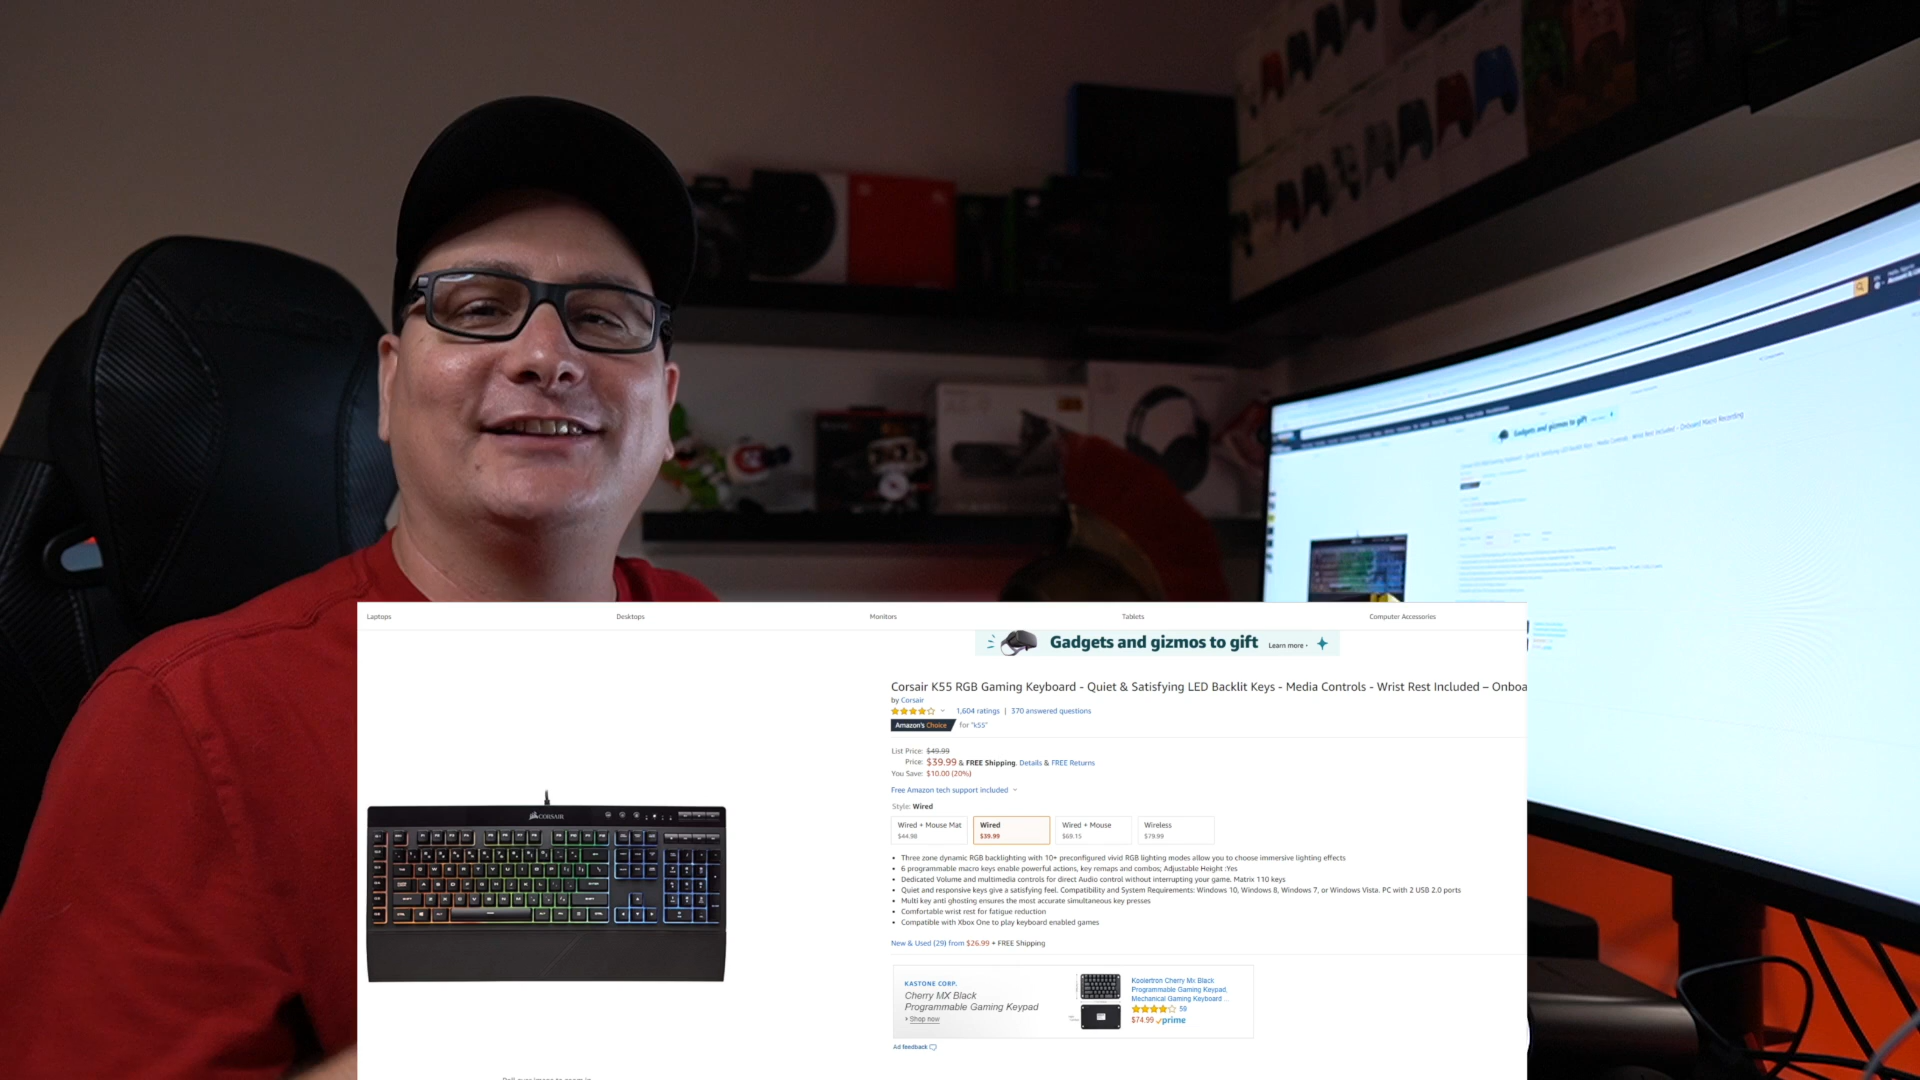 Gadgets and gizmos to gift
Laptops Desktops Monitors Tablets Computer Accessories
Gadgets and gizmos to gift Learn more
Corsair K55 RGB Gaming Keyboard - Quiet & Satisfying LED Backlit Keys - Media Controls - Wrist Rest Included – Onboa
by Corsair
1,604 ratings | 370 answered questions
Amazon's Choice for "k55"
List Price: $49.99
Price: $39.99 & FREE Shipping. Details & FREE Returns
You Save: $10.00 (20%)
Free Amazon tech support included
Style: Wired
Wired + Mouse Mat Wired Wired + Mouse Wireless
$44.98 $39.99 $69.15 $79.99
• Three zone dynamic RGB backlighting with 10+ preconfigured vivid RGB lighting modes allow you to choose immersive lighting effects
• 6 programmable macro keys enable powerful actions, key remaps and combos; Adjustable Height :Yes
• Dedicated Volume and multimedia controls for direct Audio control without interrupting your game. Matrix 110 keys
• Quiet and responsive keys give a satisfying feel. Compatibility and System Requirements: Windows 10, Windows 8, Windows 7, or Windows Vista. PC with 2 USB 2.0 ports
• Multi key anti ghosting ensures the most accurate simultaneous key presses
• Comfortable wrist rest for fatigue reduction
• Compatible with Xbox One to play keyboard enabled games
New & Used (29) from $26.99 + FREE Shipping
CORSAIR
KASTONE CORP.
Cherry MX Black
Programmable Gaming Keypad
Shop now
Koolertron Cherry Mx Black
Programmable Gaming Keypad,
Mechanical Gaming Keyboard ...
59
$74.99 prime
Ad feedback